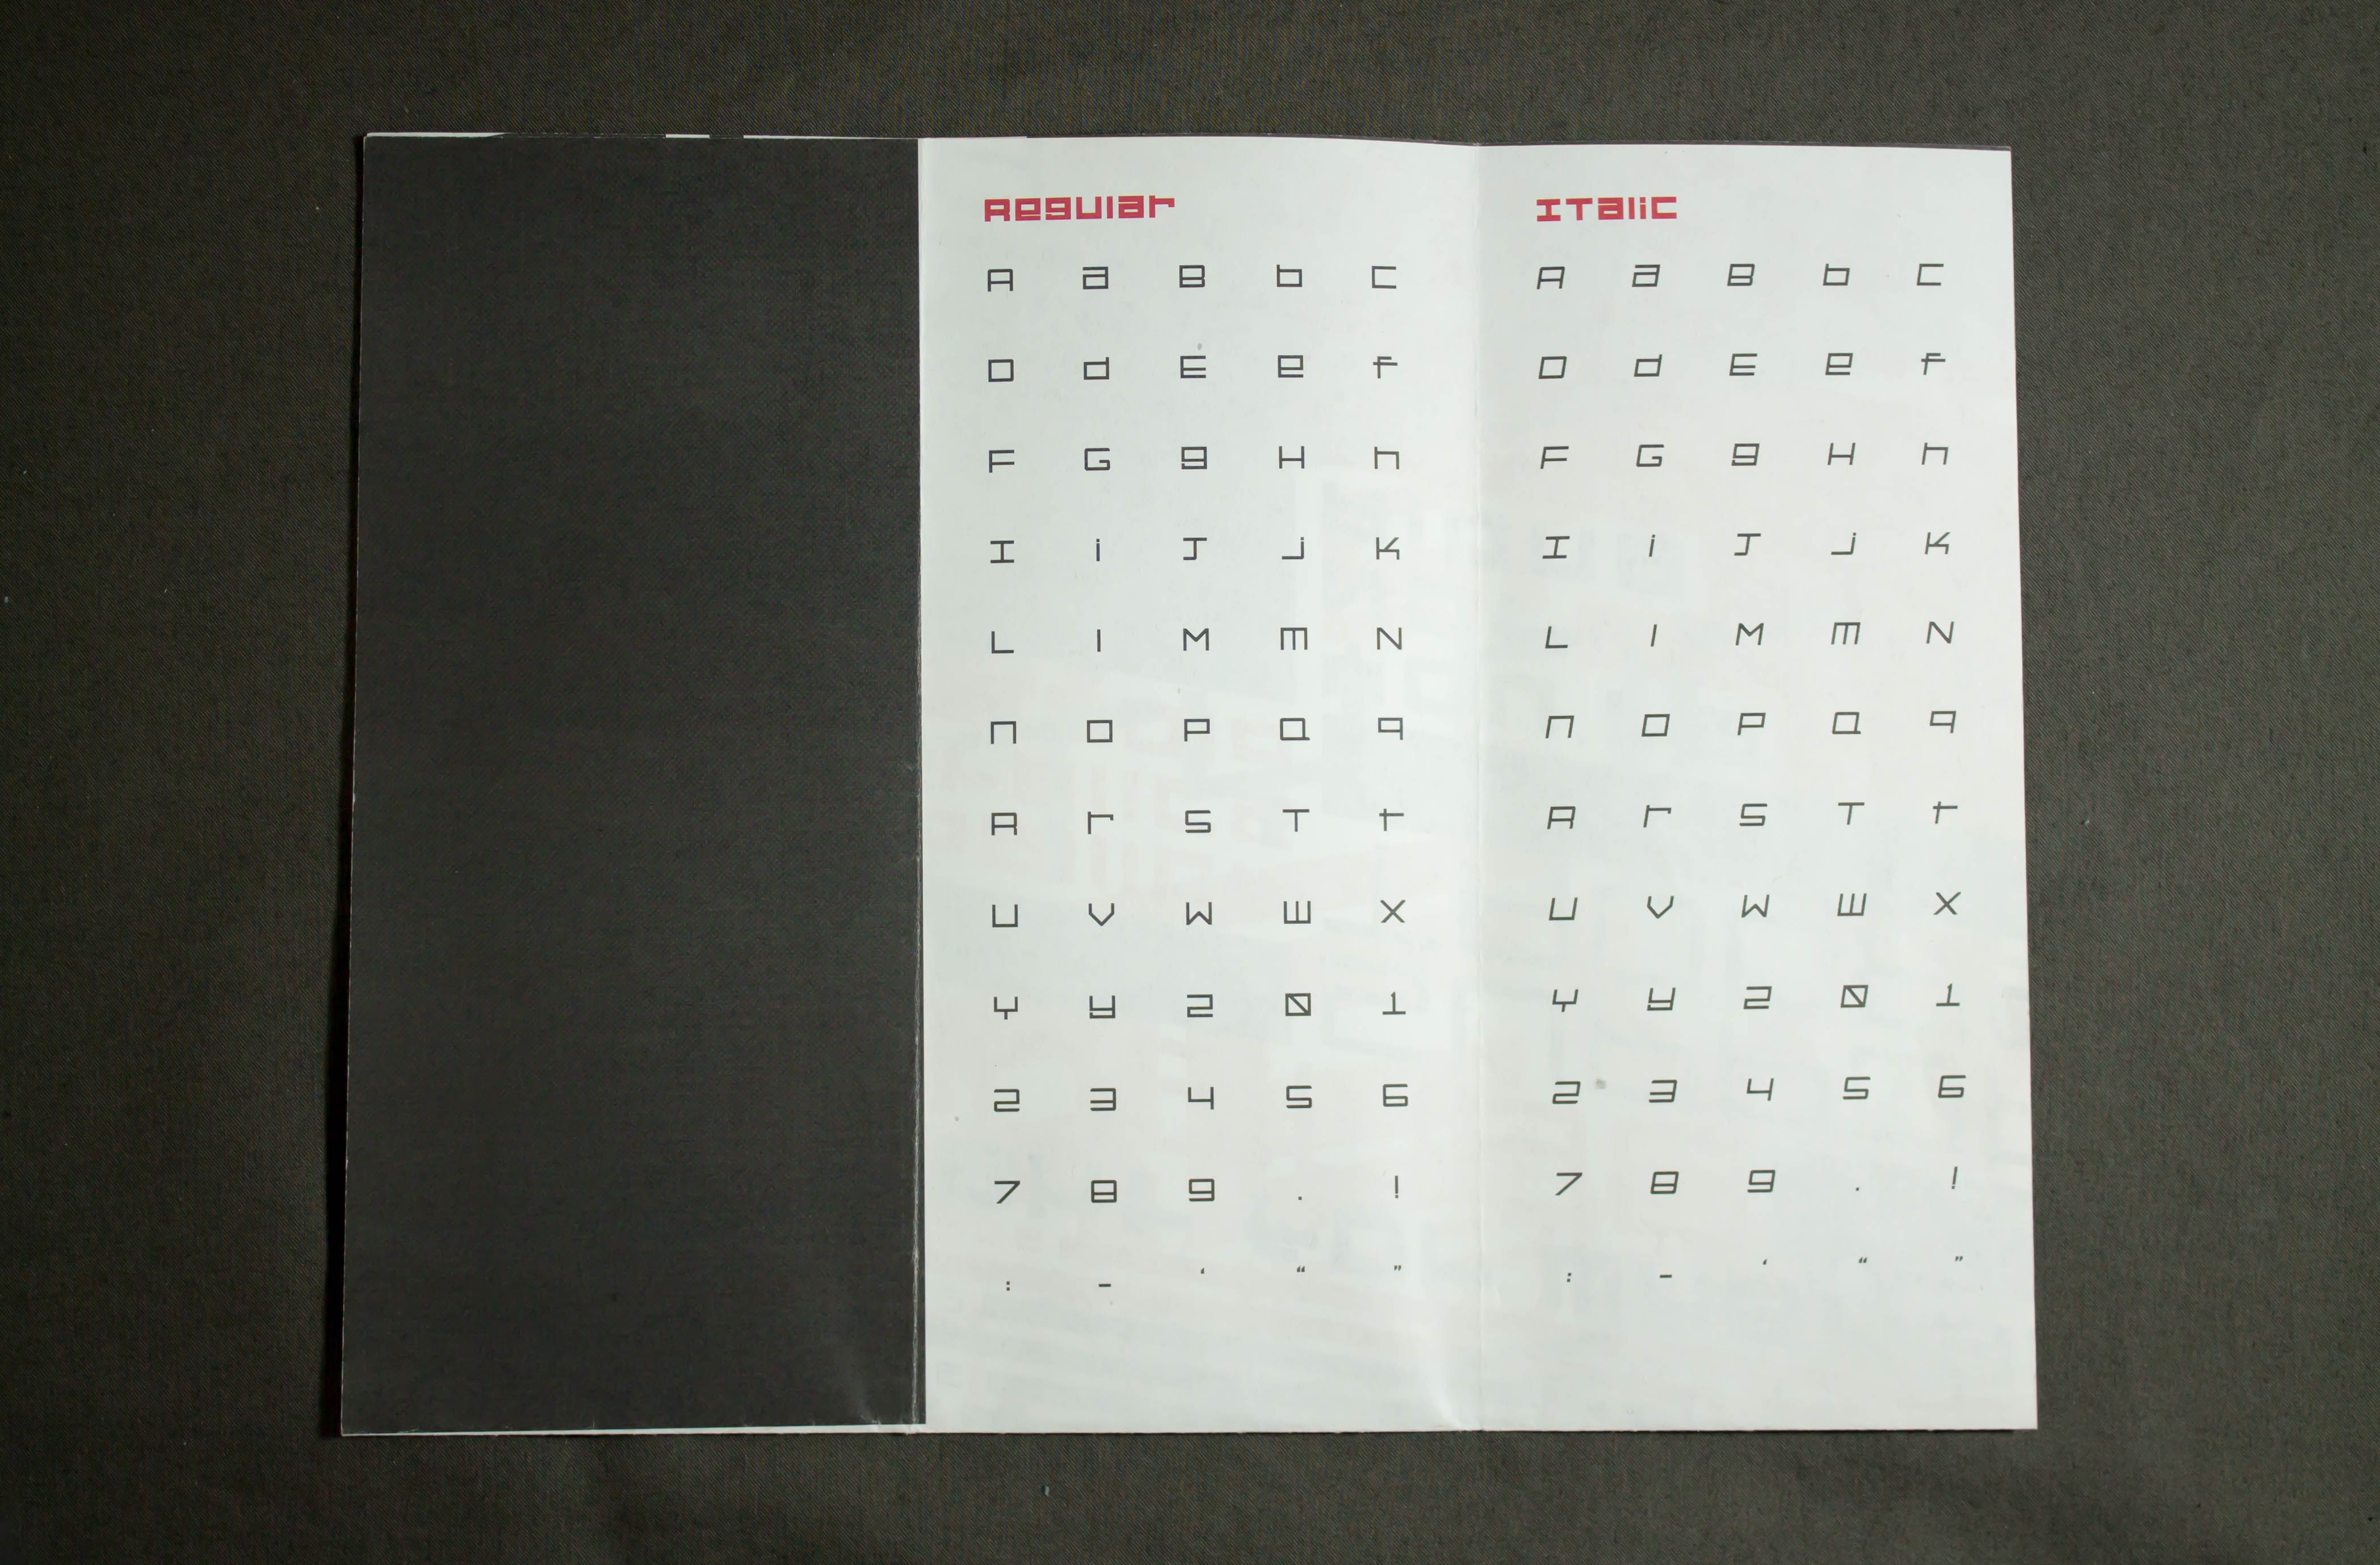 Regular
A a B b C
D d E e f
F G g H h
I i J j K
L l M m N
n O P Q q
R r S T t
U V W w X
Y y Z 0 1
2 3 4 5 6
7 8 9 . !
: - ‘ “ ”
Italic
A a B b C
D d E e f
F G g H h
I i J j K
L l M m N
n O P Q q
R r S T t
U V W w X
Y y Z 0 1
2 3 4 5 6
7 8 9 . !
: - ‘ “ ”